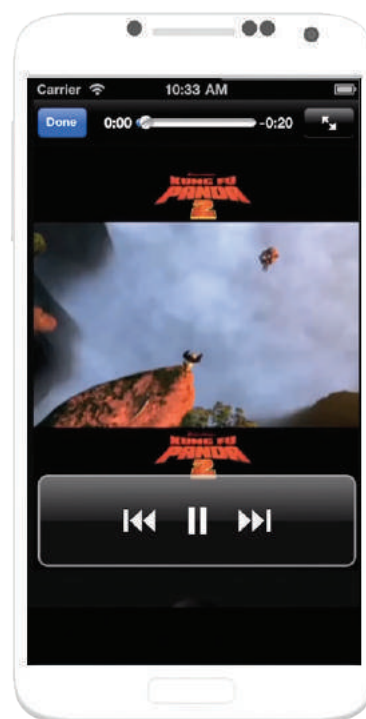 Carrier 10:33 AM
Done 0:00 -0:20
KUNG FU
PANDA
2
KUNG FU
PANDA
2